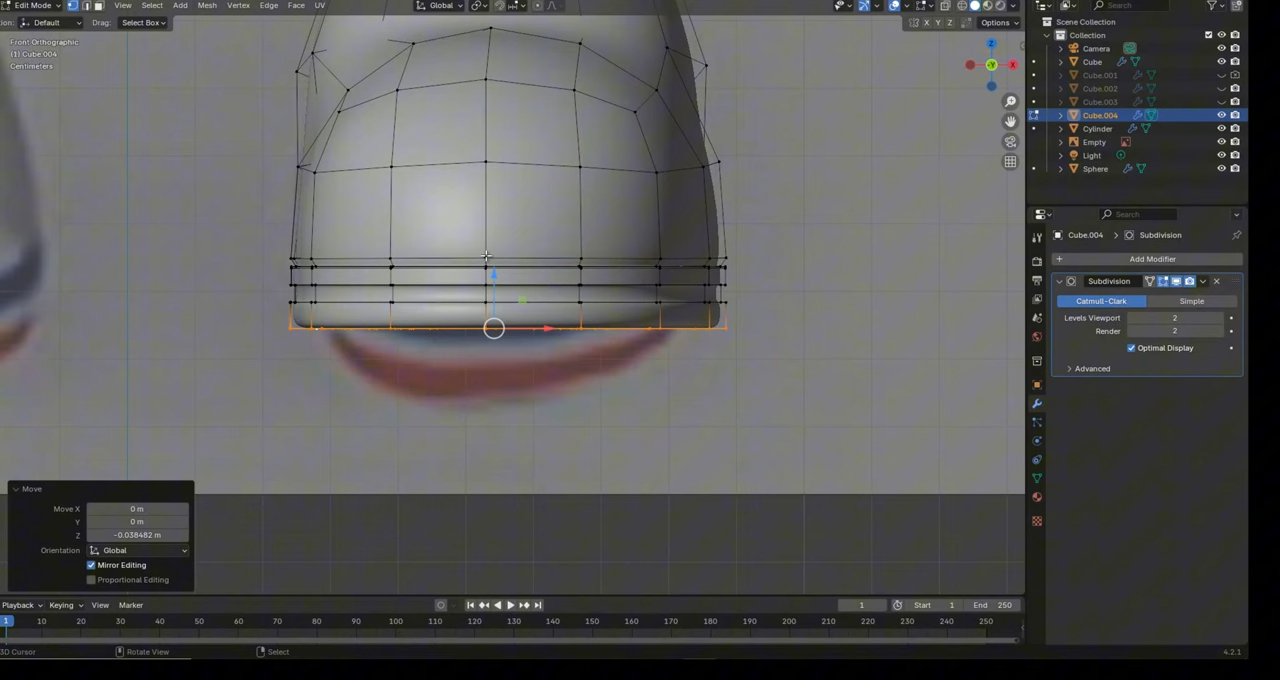 Edit Mode View Select Add Mesh Vertex Edge Face UV Global
on: Default Drag: Select Box X Y Z Options
Front Orthographic
(1) Cube.004
Centimeters
Z
-Y X
Search
Scene Collection
Collection
Camera
Cube
Cube.001
Cube.002
Cube.003
Cube.004
Cylinder
Empty
Light
Sphere
Search
Cube.004 Subdivision
Add Modifier
Subdivision
Catmull-Clark Simple
Levels Viewport 2
Render 2
Optimal Display
Advanced
Move
Move X 0 m
Y 0 m
Z -0.038482 m
Orientation Global
Mirror Editing
Proportional Editing
Playback Keying View Marker 1 Start 1 End 250
1 10 20 30 40 50 60 70 80 90 100 110 120 130 140 150 160 170 180 190 200 210 220 230 240 250
3D Cursor Rotate View Select 4.2.1